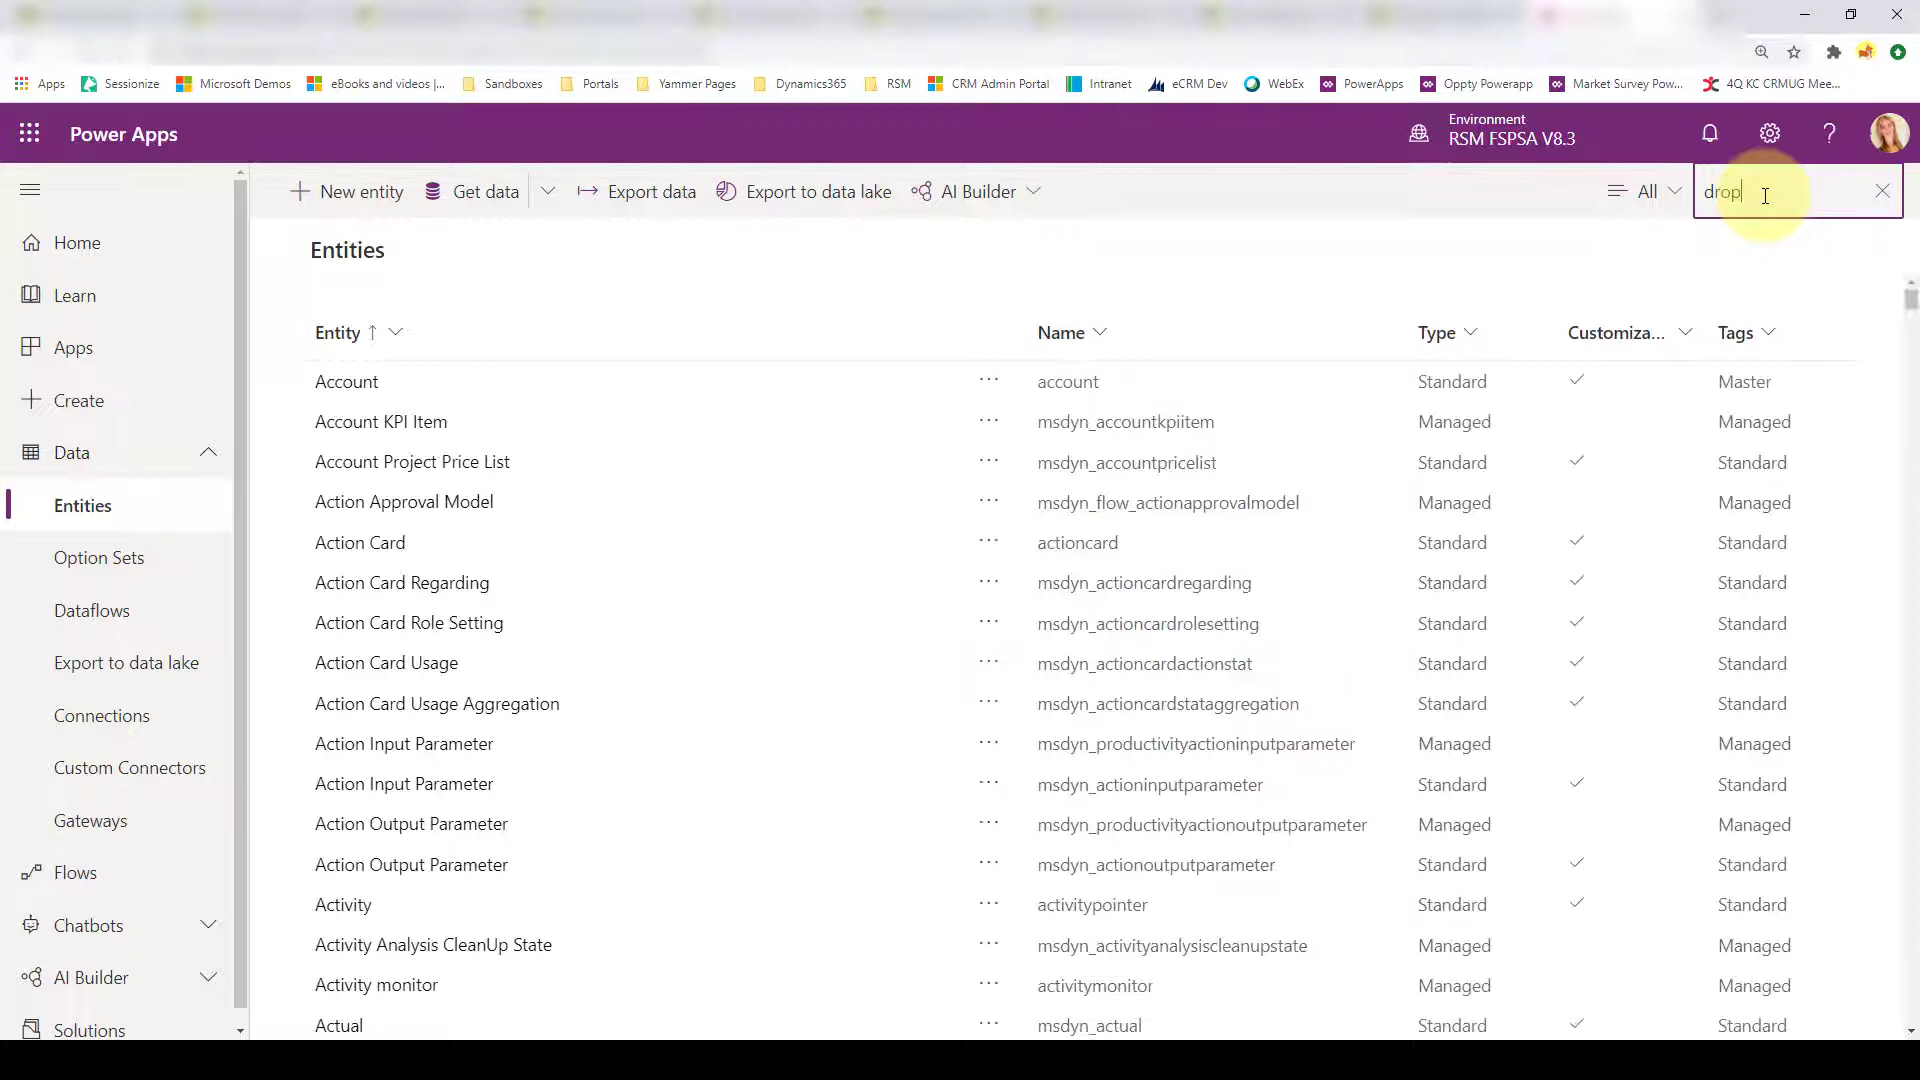 Apps Sessionize Microsoft Demos eBooks and videos |... Sandboxes Portals Yammer Pages Dynamics365 RSM CRM Admin Portal Intranet eCRM Dev WebEx PowerApps Oppty Powerapp Market Survey Pow... 4Q KC CRMUG Mee...
Power Apps
Environment
RSM FSPSA V8.3
?
New entity Get data Export data Export to data lake AI Builder All drop
Home
Learn
Apps
Create
Data
Entities
Option Sets
Dataflows
Export to data lake
Connections
Custom Connectors
Gateways
Flows
Chatbots
AI Builder
Solutions
Entities
Entity ↑ Name Type Customiza... Tags
Account ... account Standard ✓ Master
Account KPI Item ... msdyn_accountkpiitem Managed Managed
Account Project Price List ... msdyn_accountpricelist Standard ✓ Standard
Action Approval Model ... msdyn_flow_actionapprovalmodel Managed Managed
Action Card ... actioncard Standard ✓ Standard
Action Card Regarding ... msdyn_actioncardregarding Standard ✓ Standard
Action Card Role Setting ... msdyn_actioncardrolesetting Standard ✓ Standard
Action Card Usage ... msdyn_actioncardactionstat Standard ✓ Standard
Action Card Usage Aggregation ... msdyn_actioncardstataggregation Standard ✓ Standard
Action Input Parameter ... msdyn_productivityactioninputparameter Managed Managed
Action Input Parameter ... msdyn_actioninputparameter Standard ✓ Standard
Action Output Parameter ... msdyn_productivityactionoutputparameter Managed Managed
Action Output Parameter ... msdyn_actionoutputparameter Standard ✓ Standard
Activity ... activitypointer Standard ✓ Standard
Activity Analysis CleanUp State ... msdyn_activityanalysiscleanupstate Managed Managed
Activity monitor ... activitymonitor Managed Managed
Actual ... msdyn_actual Standard ✓ Standard